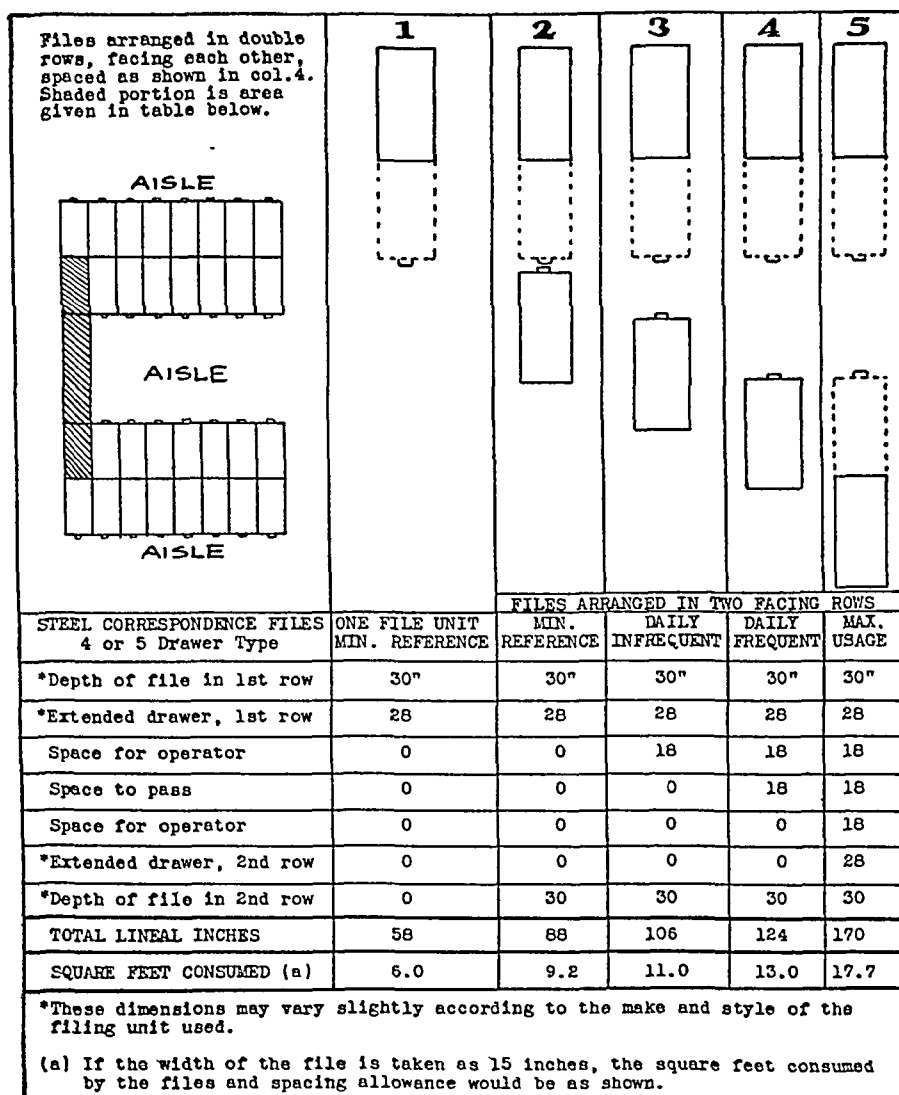 Files arranged in double
rows, facing each other,
spaced as shown in col.4.
Shaded portion is area
given in table below.
AISLE
AISLE
AISLE
1 2 3 4 5
FILES ARRANGED IN TWO FACING ROWS
STEEL CORRESPONDENCE FILES ONE FILE UNIT MIN. DAILY DAILY MAX.
4 or 5 Drawer Type MIN. REFERENCE REFERENCE INFREQUENT FREQUENT USAGE
*Depth of file in 1st row 30" 30" 30" 30" 30"
*Extended drawer, 1st row 28 28 28 28 28
Space for operator 0 0 18 18 18
Space to pass 0 0 0 18 18
Space for operator 0 0 0 0 18
*Extended drawer, 2nd row 0 0 0 0 28
*Depth of file in 2nd row 0 30 30 30 30
TOTAL LINEAL INCHES 58 88 106 124 170
SQUARE FEET CONSUMED (a) 6.0 9.2 11.0 13.0 17.7
*These dimensions may vary slightly according to the make and style of the
filing unit used.
(a) If the width of the file is taken as 15 inches, the square feet consumed
by the files and spacing allowance would be as shown.